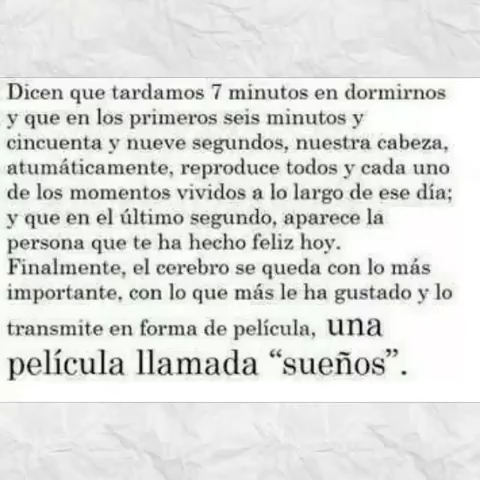 Dicen que tardamos 7 minutos en dormirnos
y que en los primeros seis minutos y
cincuenta y nueve segundos, nuestra cabeza,
atumáticamente, reproduce todos y cada uno
de los momentos vividos a lo largo de ese día;
y que en el último segundo, aparece la
persona que te ha hecho feliz hoy.
Finalmente, el cerebro se queda con lo más
importante, con lo que más le ha gustado y lo
transmite en forma de película, una
película llamada “sueños”.